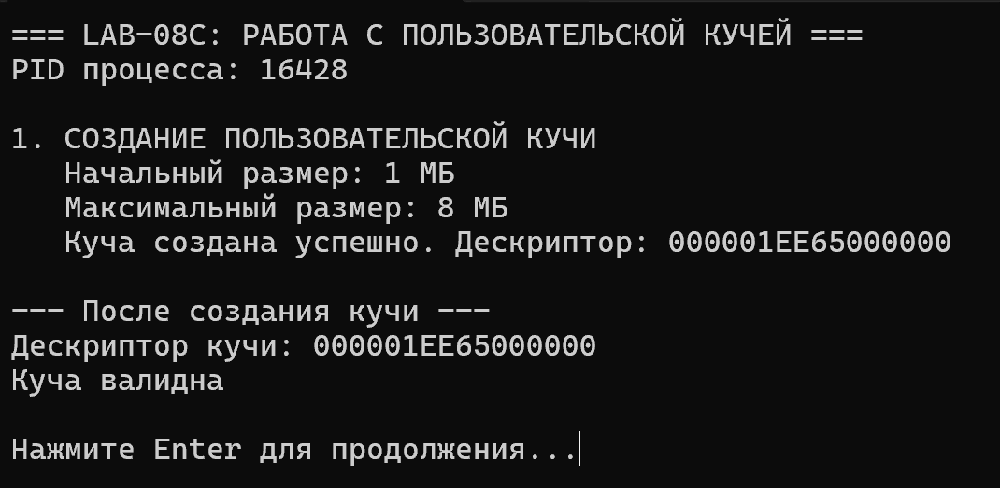 === LAB-08C: РАБОТА С ПОЛЬЗОВАТЕЛЬСКОЙ КУЧЕЙ ===
PID процесса: 16428
1. СОЗДАНИЕ ПОЛЬЗОВАТЕЛЬСКОЙ КУЧИ
Начальный размер: 1 МБ
Максимальный размер: 8 МБ
Куча создана успешно. Дескриптор: 000001EE65000000
--- После создания кучи ---
Дескриптор кучи: 000001EE65000000
Куча валидна
Нажмите Enter для продолжения...